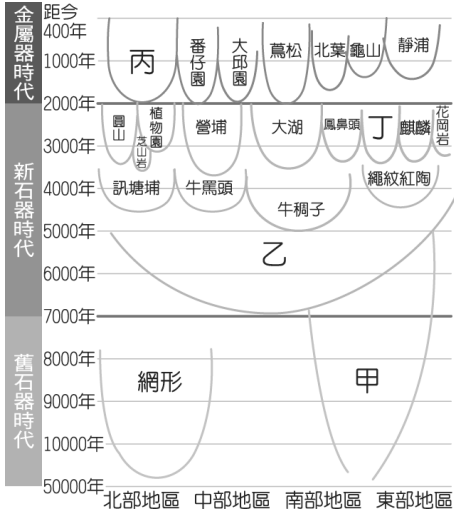 距今
金屬器時代
400年
1000年
2000年
3000年
4000年
5000年
6000年
7000年
8000年
9000年
10000年
50000年
新石器時代
舊石器時代
丙
番仔園
大邱園
蔦松
北葉
龜山
靜浦
圓山
芝山岩
植物園
營埔
大湖
鳳鼻頭
丁
麒麟
花岡岩
訊塘埔
牛罵頭
牛稠子
繩紋紅陶
乙
網形
甲
北部地區
中部地區
南部地區
東部地區